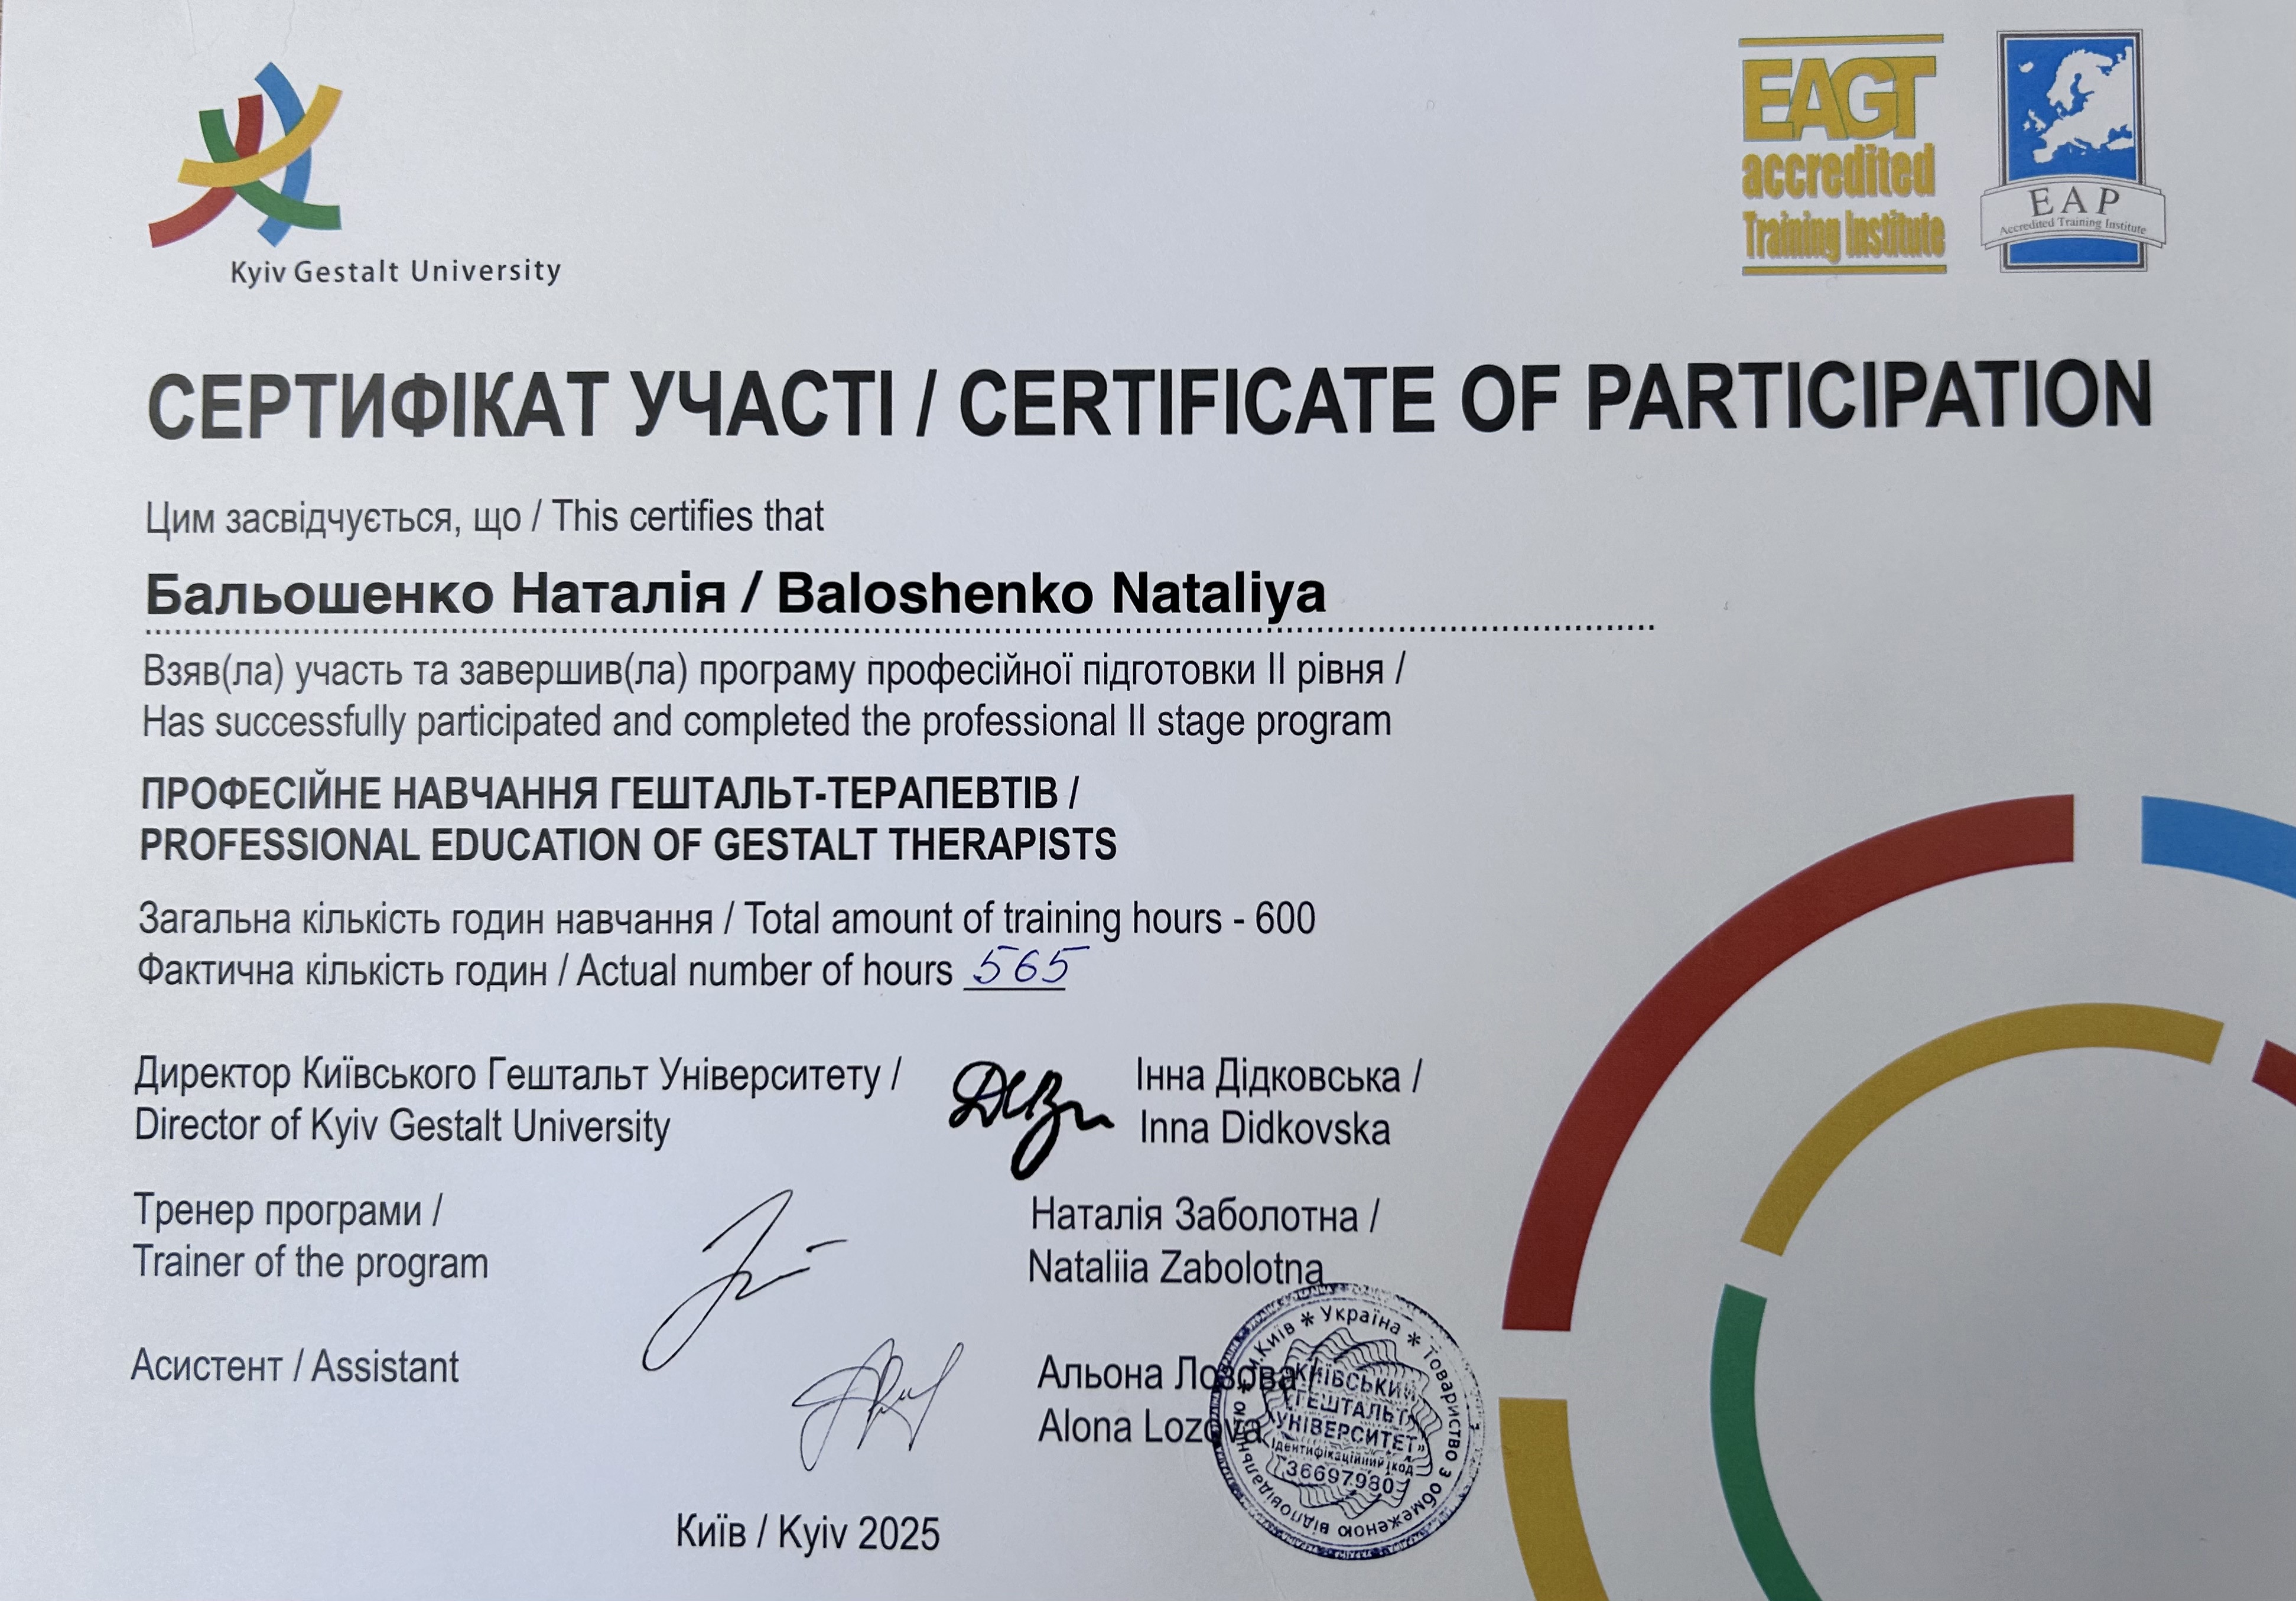 Kyiv Gestalt University
EAGT
accredited
Training Institute
EAP
Accredited Training Institute
СЕРТИФІКАТ УЧАСТІ / CERTIFICATE OF PARTICIPATION
Цим засвідчується, що / This certifies that
Бальошенко Наталія / Baloshenko Nataliya
Взяв(ла) участь та завершив(ла) програму професійної підготовки II рівня /
Has successfully participated and completed the professional II stage program
ПРОФЕСІЙНЕ НАВЧАННЯ ГЕШТАЛЬТ-ТЕРАПЕВТІВ /
PROFESSIONAL EDUCATION OF GESTALT THERAPISTS
Загальна кількість годин навчання / Total amount of training hours - 600
Фактична кількість годин / Actual number of hours 565
Директор Київського Гештальт Університету /
Director of Kyiv Gestalt University
Інна Дідковська /
Inna Didkovska
Тренер програми /
Trainer of the program
Наталія Заболотна /
Nataliia Zabolotna
Асистент / Assistant
Альона Лозова /
Alona Lozova
м.Київ * Україна * Товариство з обмеженою відповідальністю *
«КИЇВСЬКИЙ
ГЕШТАЛЬТ
УНІВЕРСИТЕТ»
Ідентифікаційний код
36697980
Київ / Kyiv 2025